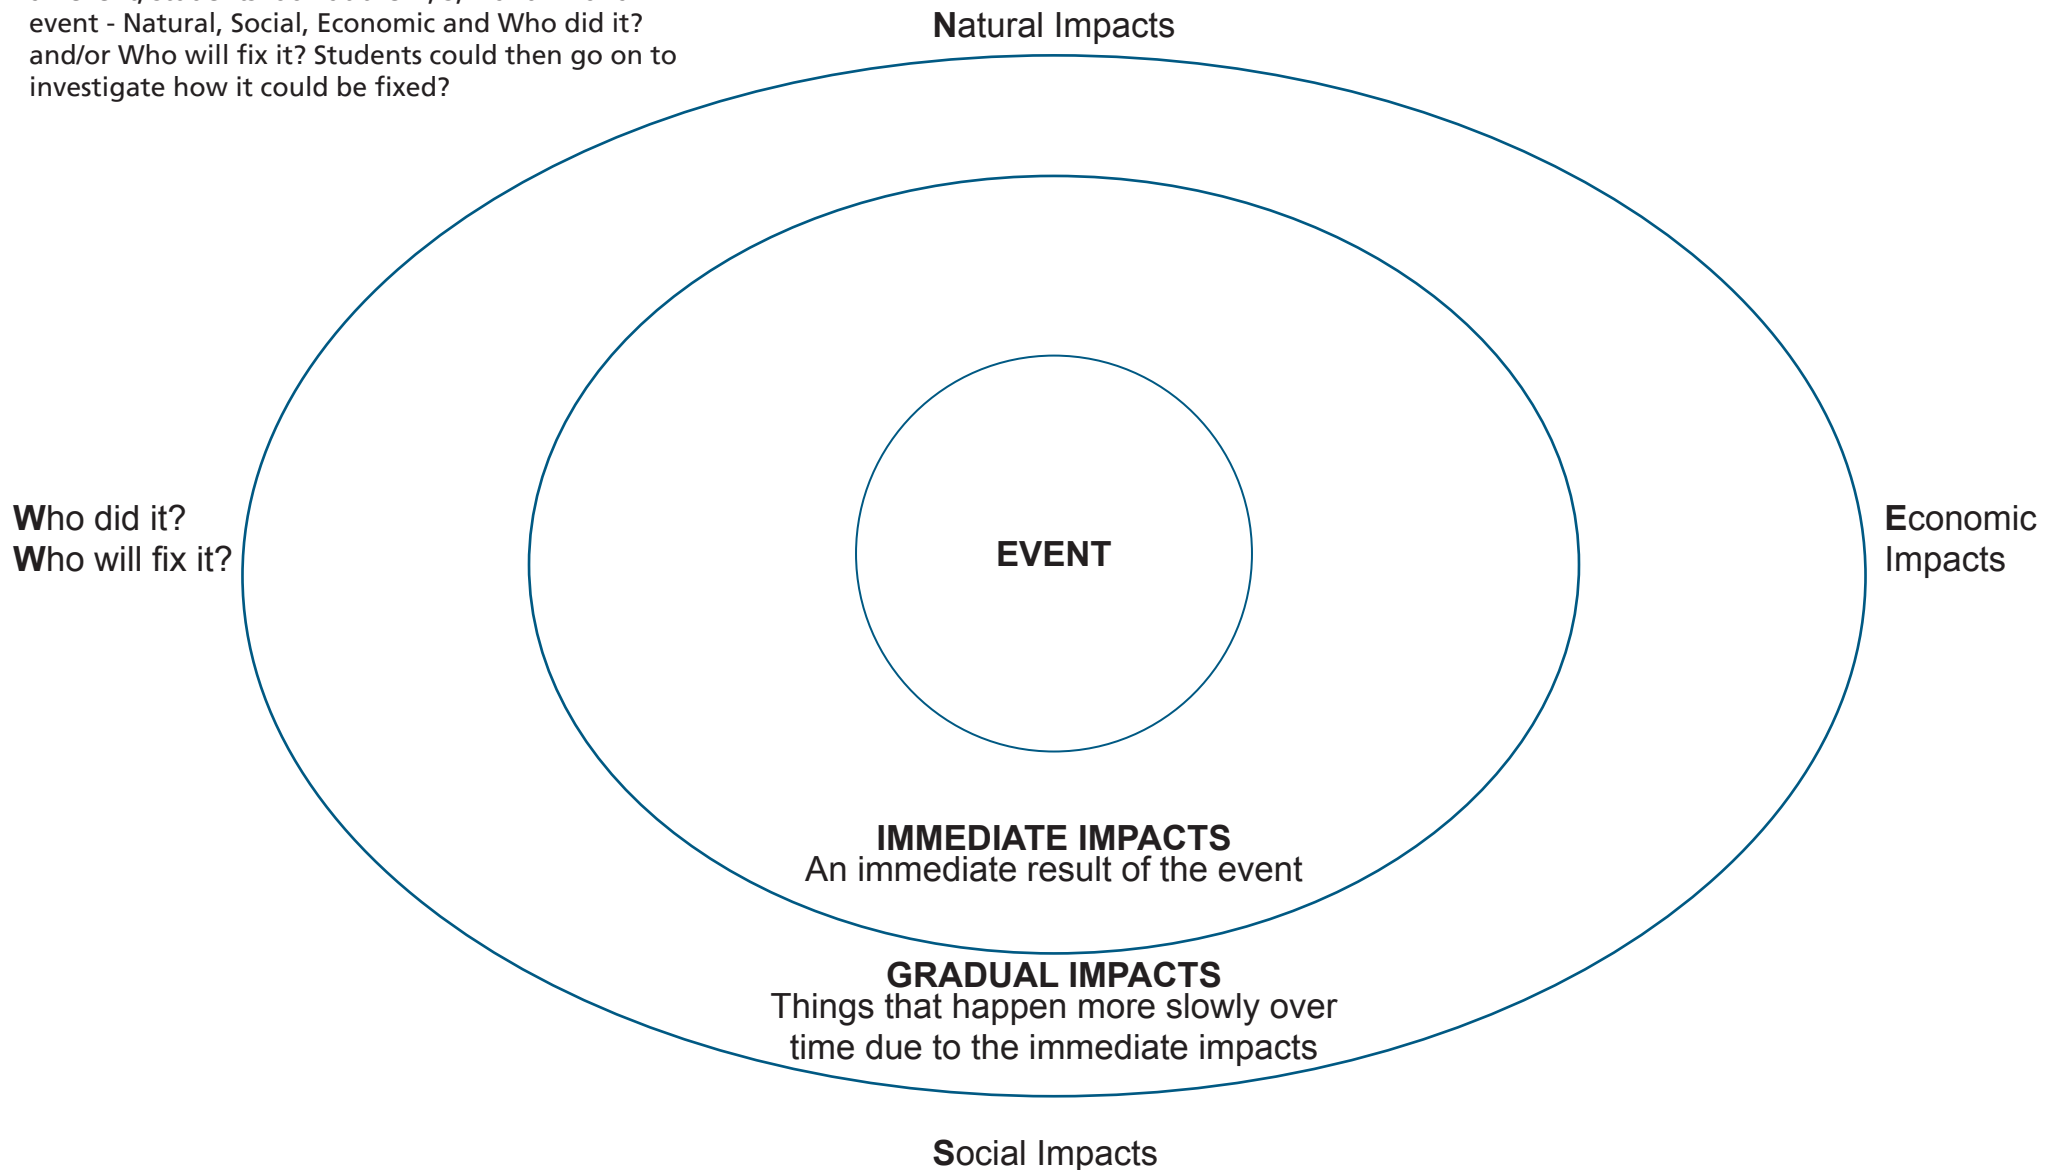 event - Natural, Social, Economic and Who did it?
and/or Who will fix it? Students could then go on to
investigate how it could be fixed?
Natural Impacts
Who did it?
Who will fix it?
EVENT
Economic
Impacts
IMMEDIATE IMPACTS
An immediate result of the event
GRADUAL IMPACTS
Things that happen more slowly over
time due to the immediate impacts
Social Impacts